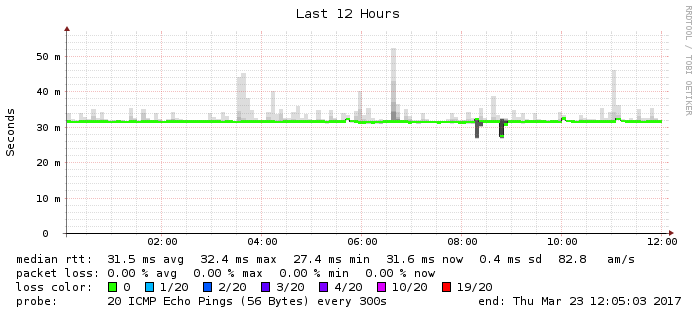 Last 12 Hours
RRDTOOL / TOBI OETIKER
Seconds
50 m
40 m
30 m
20 m
10 m
0
02:00 04:00 06:00 08:00 10:00 12:00
median rtt: 31.5 ms avg 32.4 ms max 27.4 ms min 31.6 ms now 0.4 ms sd 82.8 am/s
packet loss: 0.00 % avg 0.00 % max 0.00 % min 0.00 % now
loss color: 0 1/20 2/20 3/20 4/20 10/20 19/20
probe: 20 ICMP Echo Pings (56 Bytes) every 300s end: Thu Mar 23 12:05:03 2017